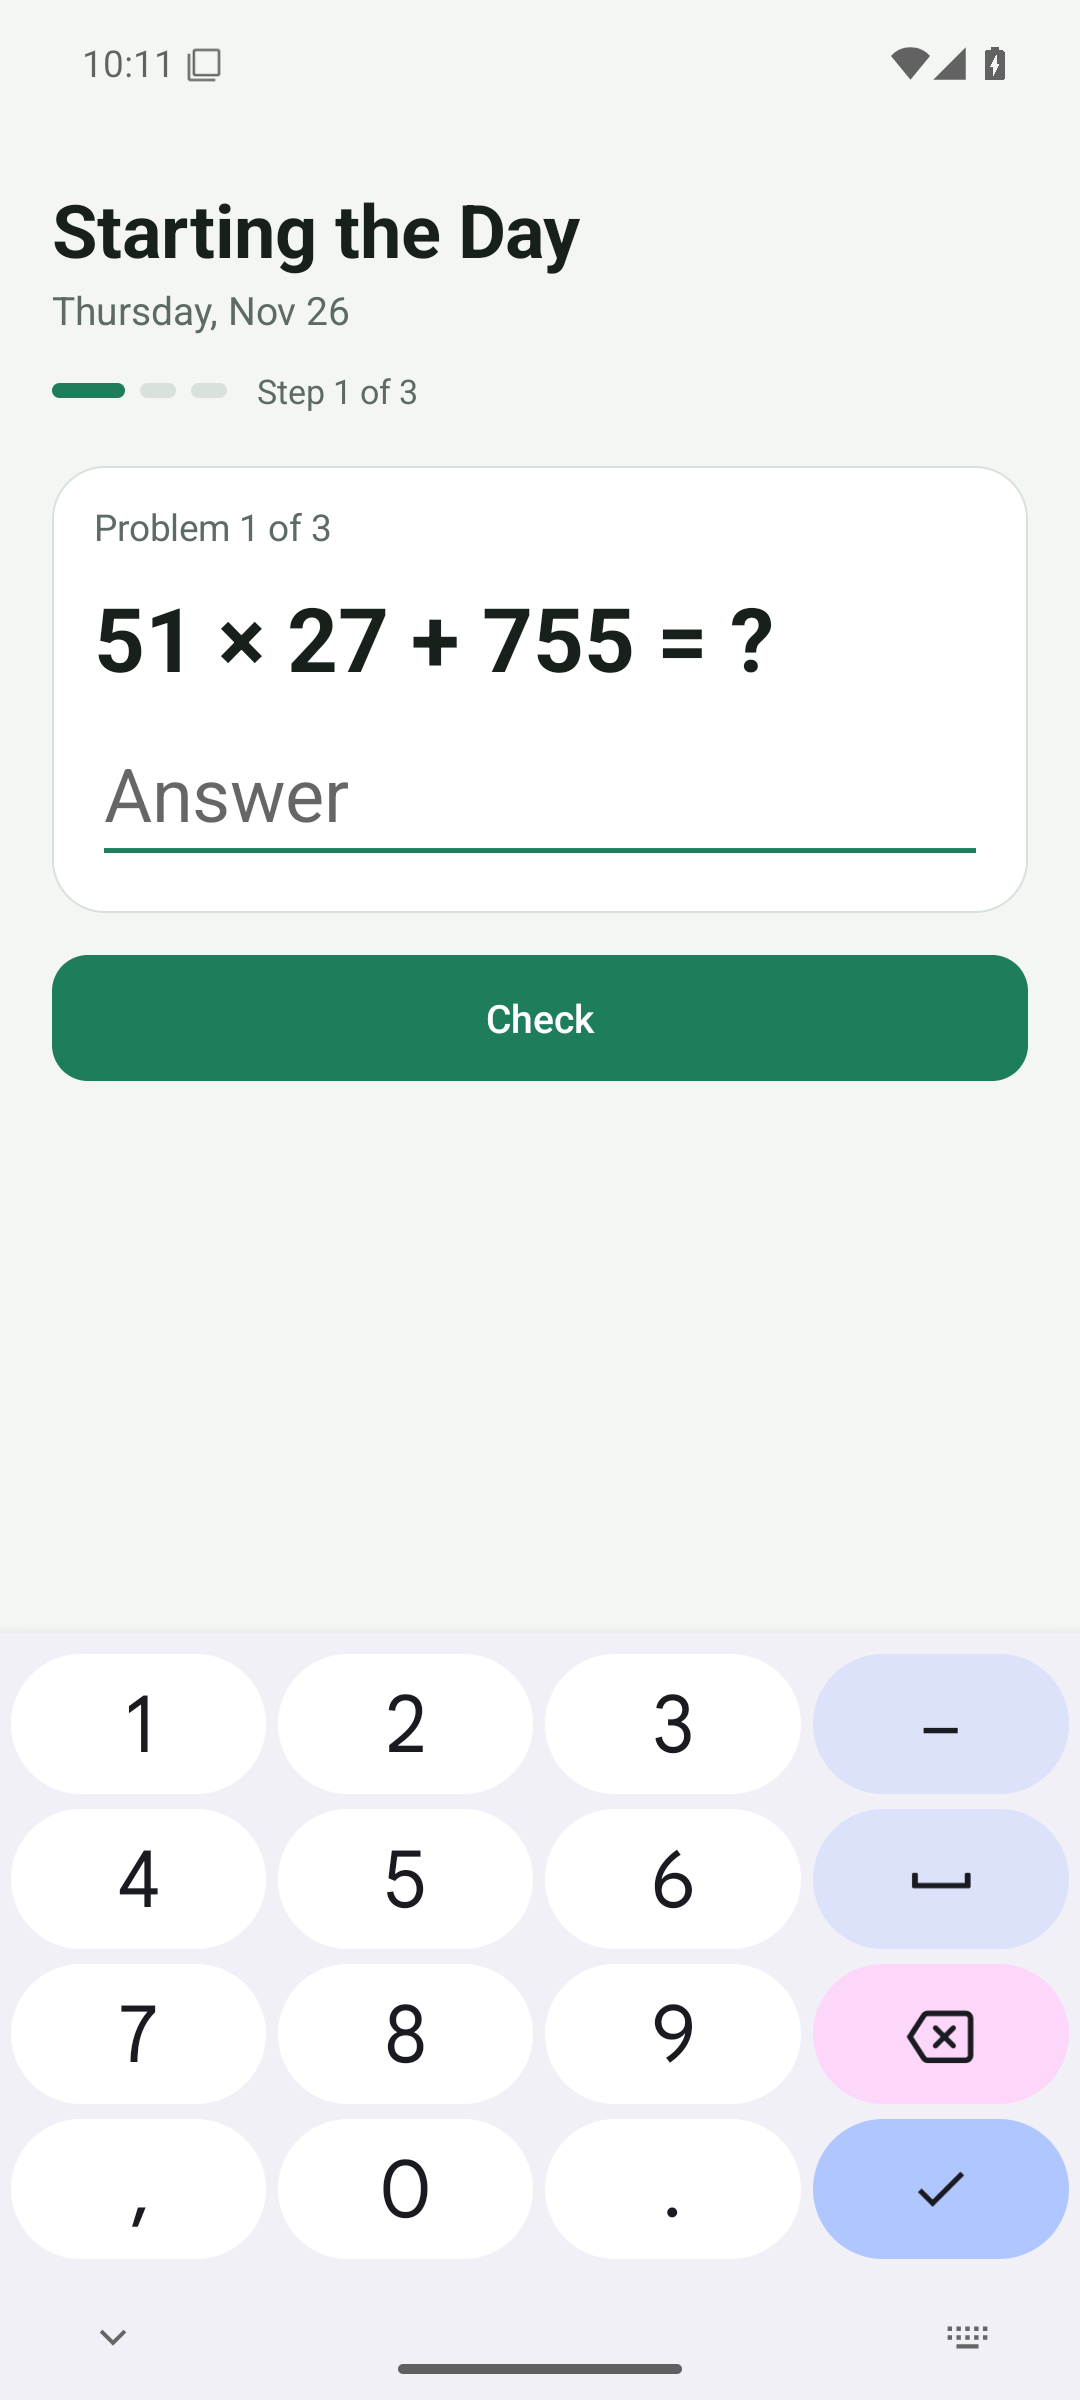 10:11
Starting the Day
Thursday, Nov 26
Step 1 of 3
Problem 1 of 3
51 × 27 + 755 = ?
Answer
Check
1 2 3 –
4 5 6
7 8 9
, 0 .